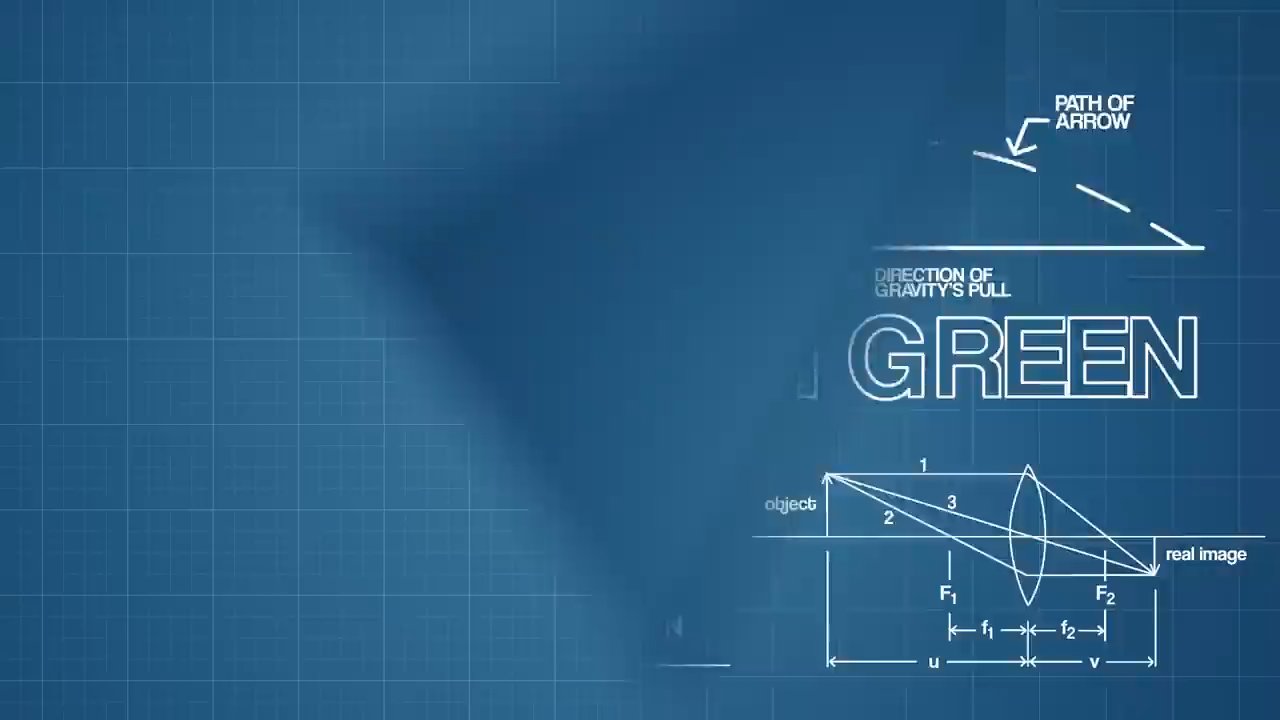 PATH OF
ARROW
DIRECTION OF
GRAVITY'S PULL
GREEN
1
object
3
2
real image
F1
F2
f1
f2
u
v
N